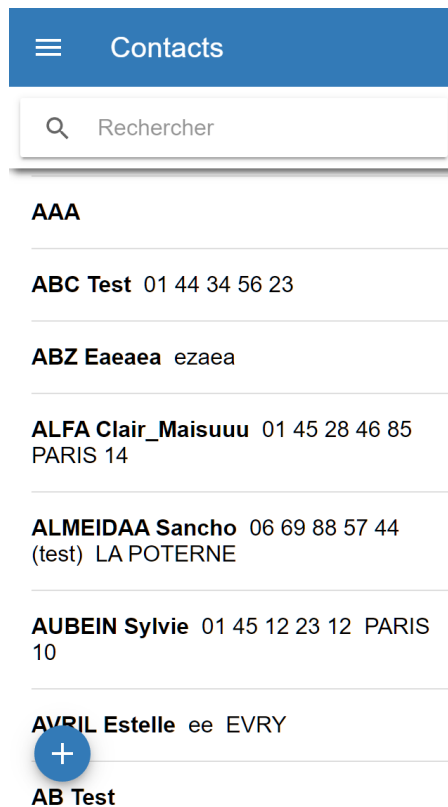 Contacts
Rechercher
AAA
ABC Test 01 44 34 56 23
ABZ Eaeaea ezaea
ALFA Clair_Maisuuu 01 45 28 46 85
PARIS 14
ALMEIDAA Sancho 06 69 88 57 44
(test) LA POTERNE
AUBEIN Sylvie 01 45 12 23 12 PARIS
10
AVRIL Estelle ee EVRY
AB Test